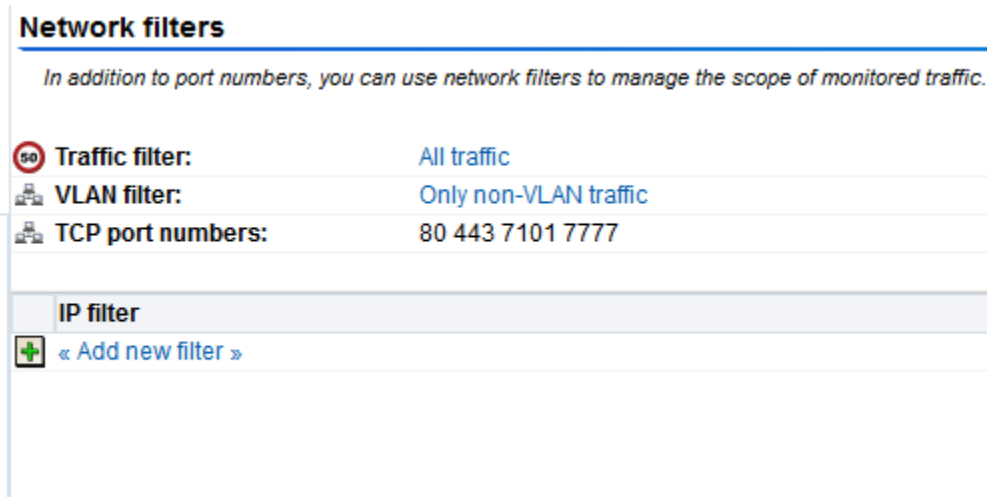 Network filters
In addition to port numbers, you can use network filters to manage the scope of monitored traffic.
50 Traffic filter: All traffic
VLAN filter: Only non-VLAN traffic
TCP port numbers: 80 443 7101 7777
IP filter
« Add new filter »